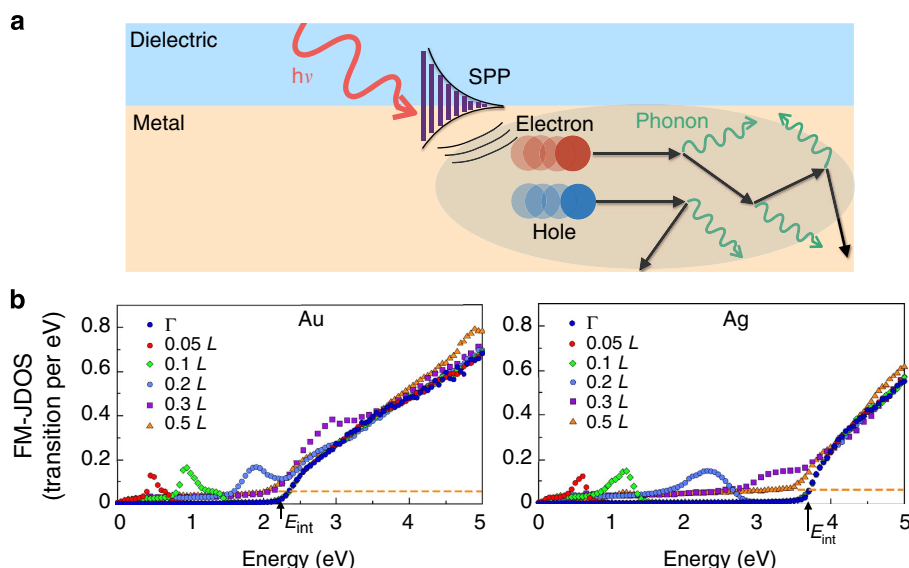 a
Dielectric
hν
SPP
Metal
Electron
Phonon
Hole
b
FM-JDOS
(transition per eV)
Au
Γ
0.05 L
0.1 L
0.2 L
0.3 L
0.5 L
0.8
0.6
0.4
0.2
0
0 1 2 3 4 5
E_int
Energy (eV)
Ag
Γ
0.05 L
0.1 L
0.2 L
0.3 L
0.5 L
0.8
0.6
0.4
0.2
0
0 1 2 3 4 5
E_int
Energy (eV)